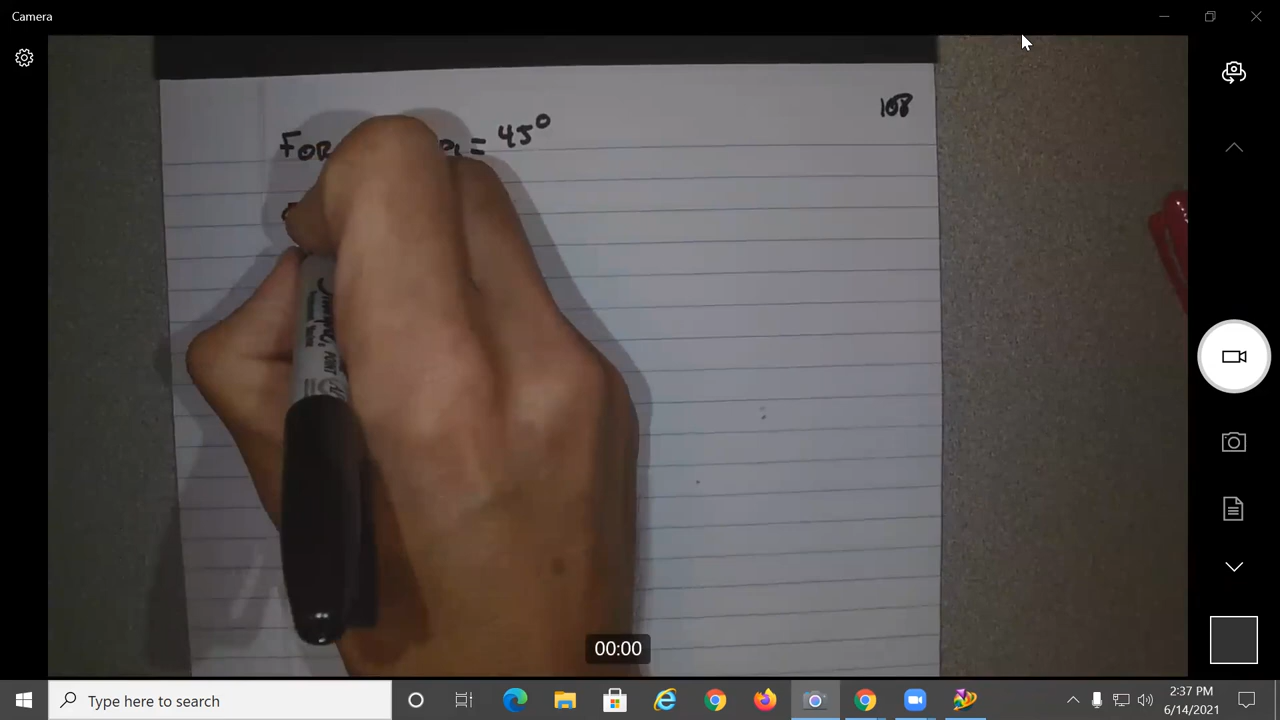 Camera
108
FOR = 45°
00:00
Type here to search
2:37 PM
6/14/2021